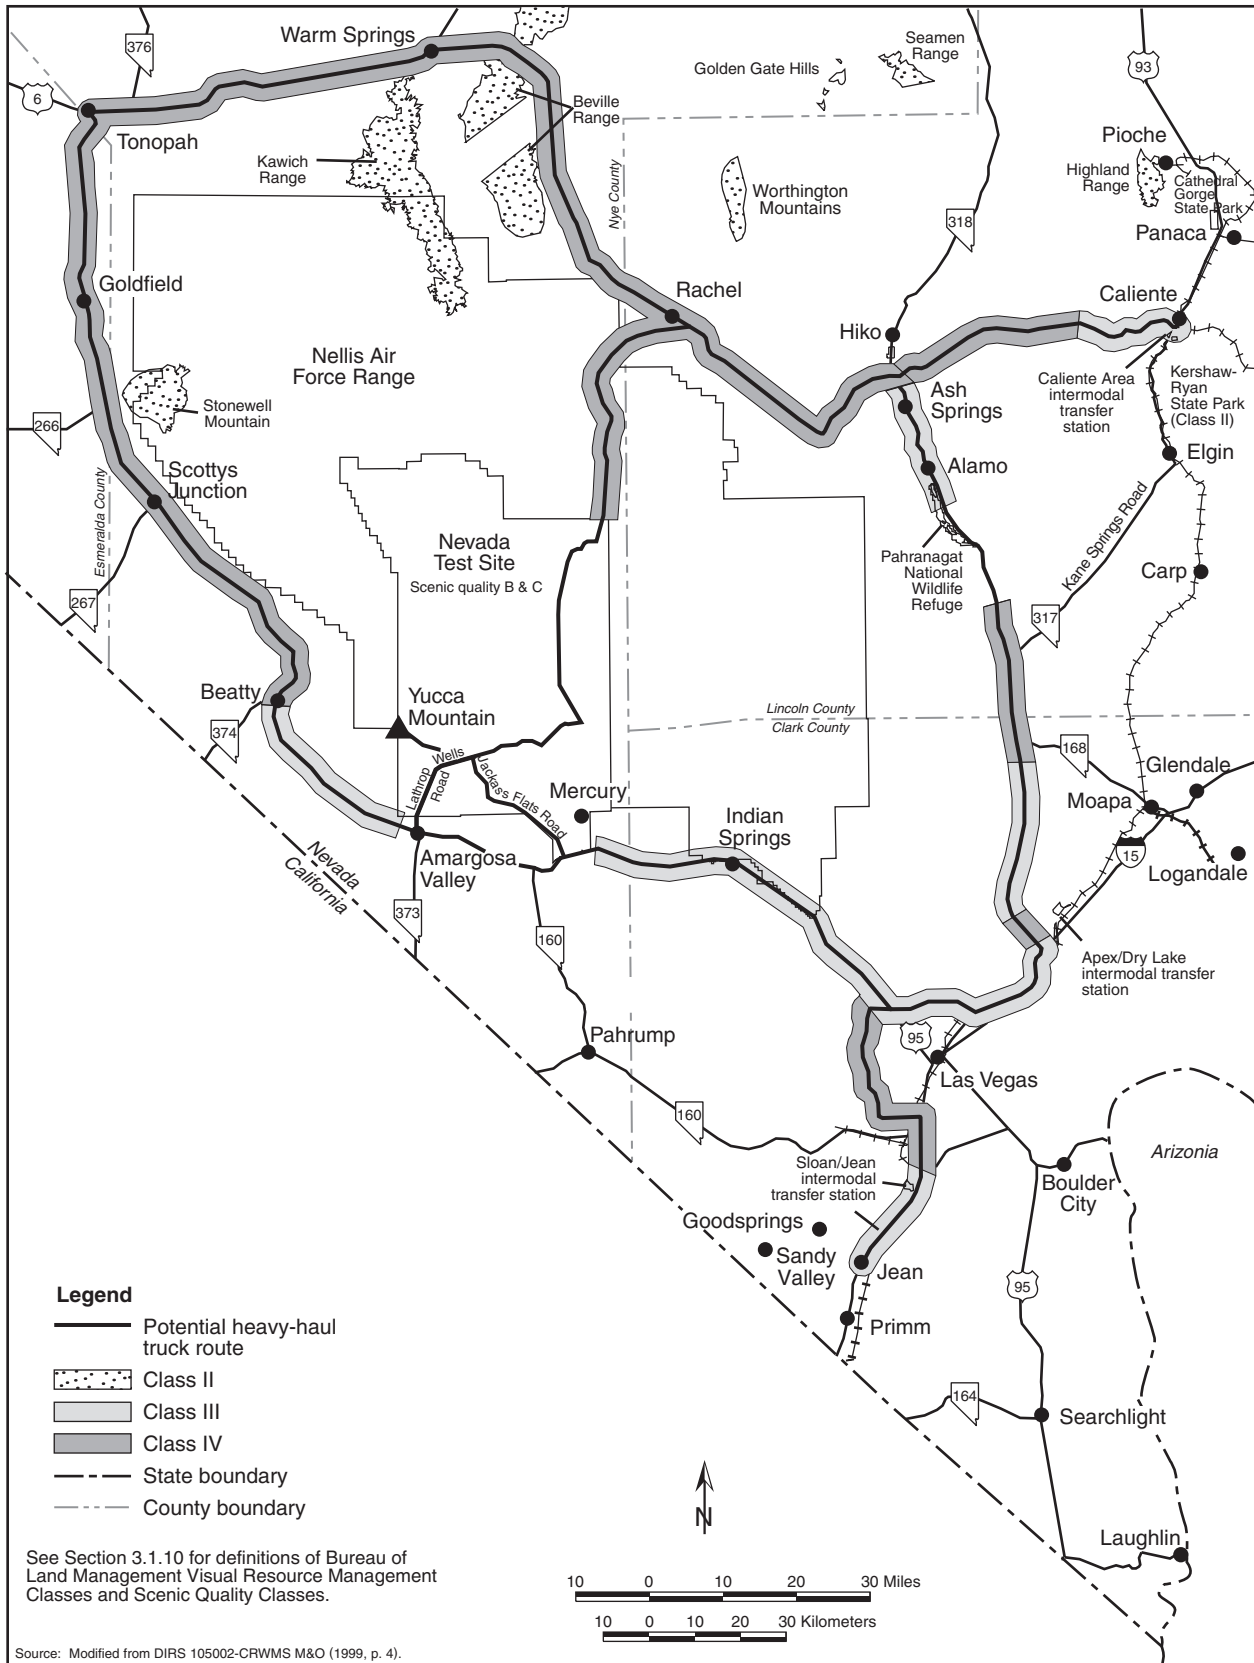 Warm Springs
376
6
Tonopah
Kawich
Range
Beville
Range
Golden Gate Hills
Seamen
Range
93
Pioche
Highland
Range
Cathedral
Gorge
State Park
Panaca
Worthington
Mountains
Nye County
318
Goldfield
Rachel
Hiko
Caliente
Nellis Air
Force Range
Stonewell
Mountain
266
Ash
Springs
Caliente Area
intermodal
transfer
station
Kershaw-
Ryan
State Park
(Class II)
Elgin
Scottys
Junction
Alamo
Esmeralda County
Nevada
Test Site
Scenic quality B & C
Pahranagat
National
Wildlife
Refuge
Kane Springs Road
Carp
267
317
Beatty
Yucca
Mountain
374
Lincoln County
Clark County
Lathrop
Wells
Road
Jackass Flats Road
Mercury
168
Glendale
Moapa
Indian
Springs
15
Logandale
Amargosa
Valley
Nevada
California
373
160
Apex/Dry Lake
intermodal transfer
station
Pahrump
95
Las Vegas
160
Arizonia
Sloan/Jean
intermodal
transfer station
Boulder
City
Goodsprings
Sandy
Valley
Jean
95
Primm
164
Searchlight
Laughlin
Legend
Potential heavy-haul
truck route
Class II
Class III
Class IV
State boundary
County boundary
N
See Section 3.1.10 for definitions of Bureau of
Land Management Visual Resource Management
Classes and Scenic Quality Classes.
10 0 10 20 30 Miles
10 0 10 20 30 Kilometers
Source: Modified from DIRS 105002-CRWMS M&O (1999, p. 4).